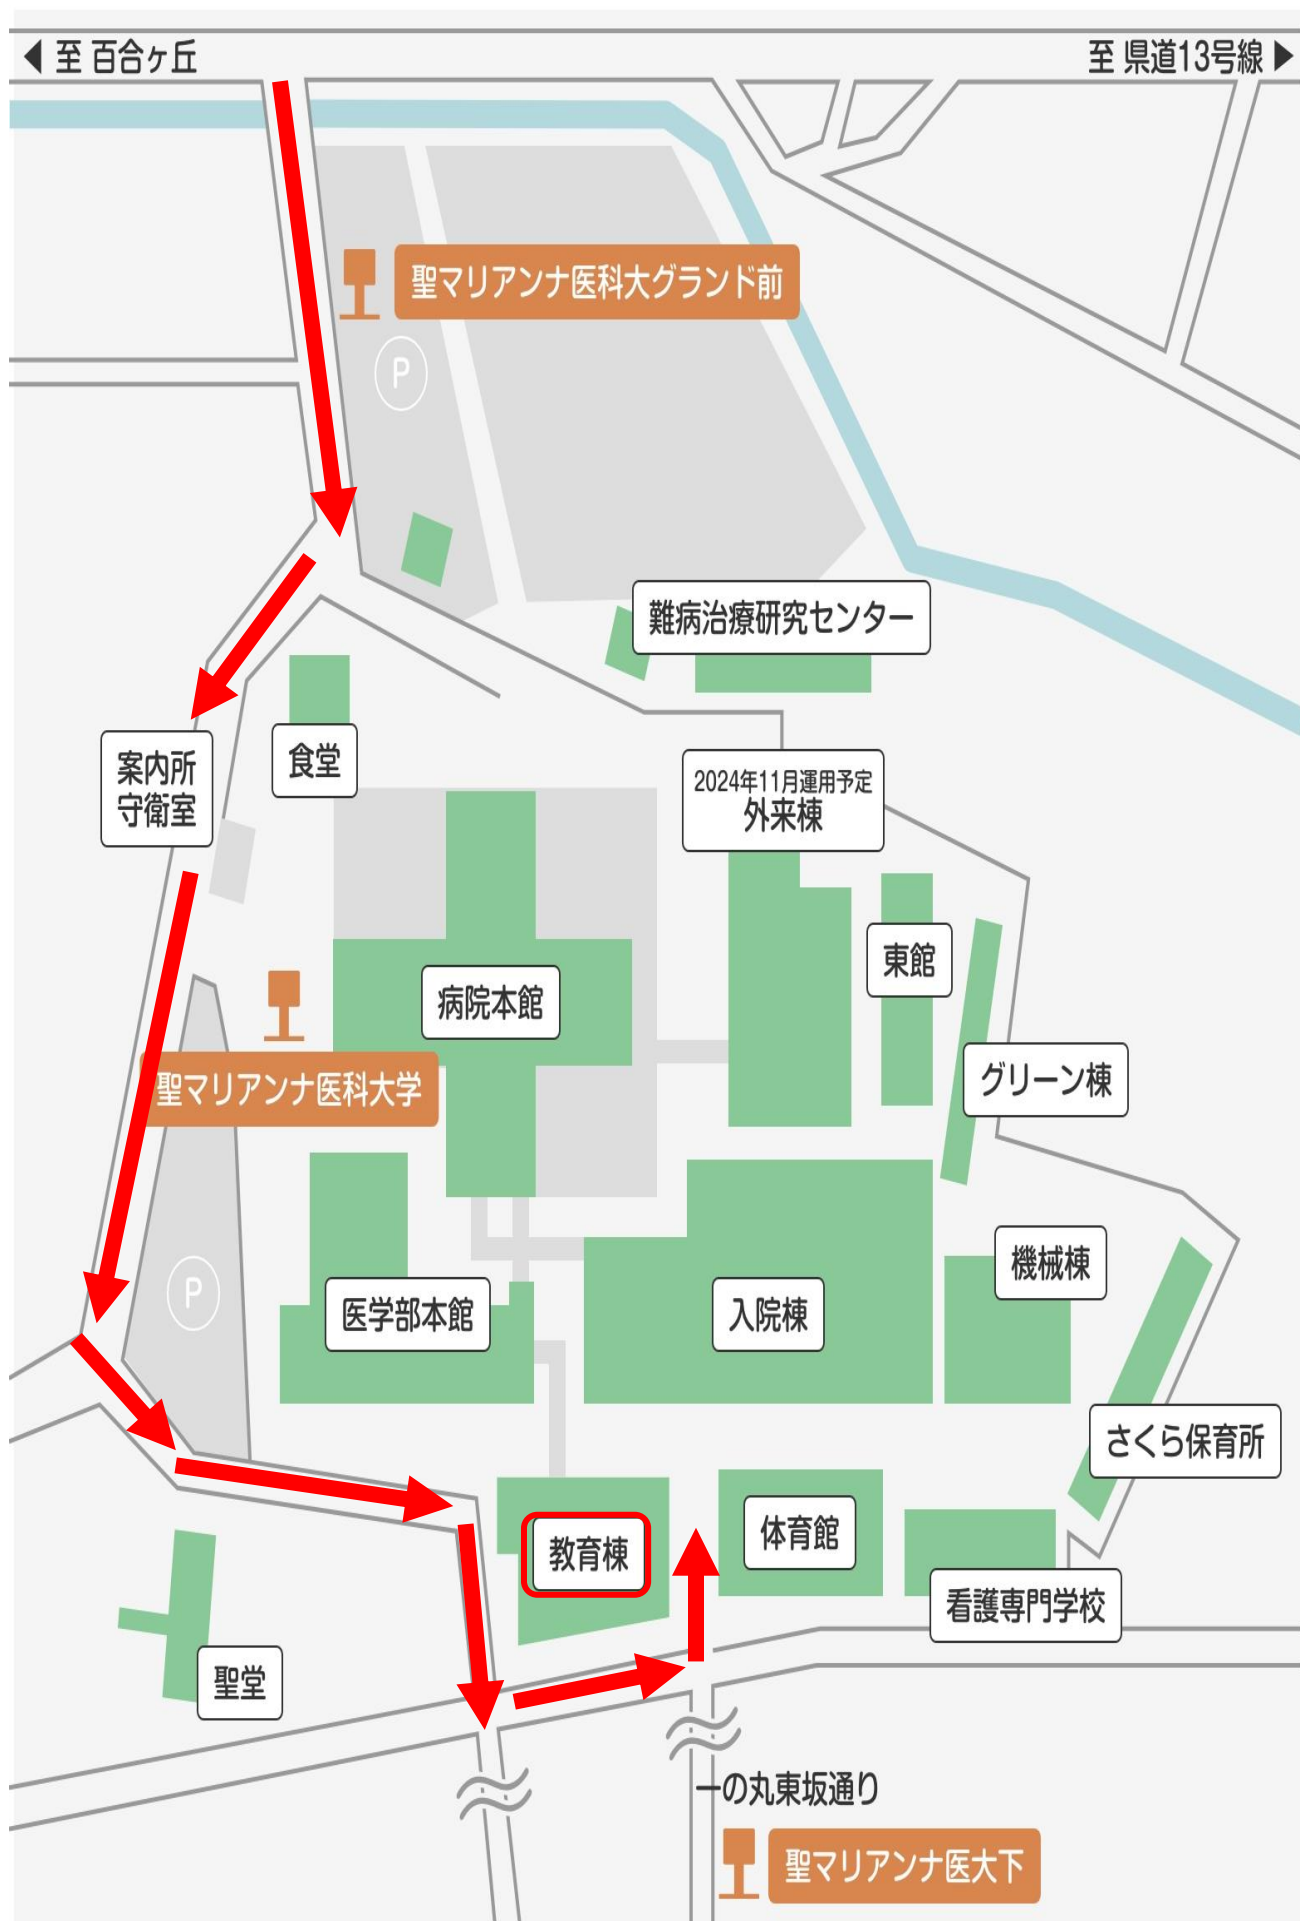 ◀ 至 百合ヶ丘
至 県道13号線 ▶
聖マリアンナ医科大グランド前
P
難病治療研究センター
案内所
守衛室
食堂
2024年11月運用予定
外来棟
東館
病院本館
グリーン棟
聖マリアンナ医科大学
機械棟
P
医学部本館
入院棟
さくら保育所
教育棟
体育館
看護専門学校
聖堂
一の丸東坂通り
聖マリアンナ医大下